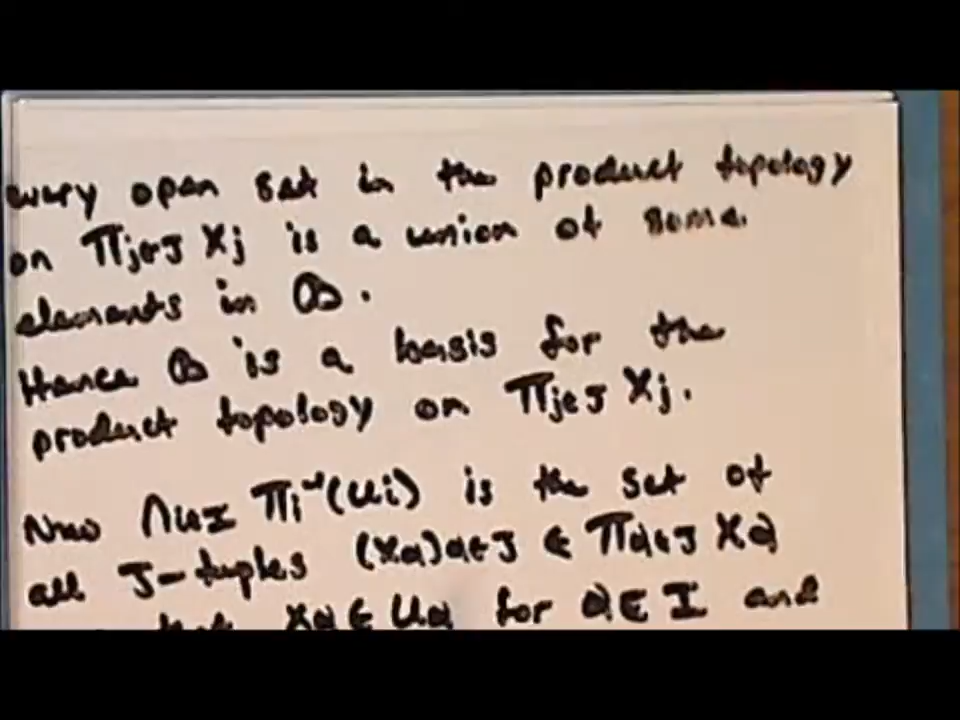 every open set in the product topology
on Πj∈J Xj is a union of some
elements in B.
Hence B is a basis for the
product topology on Πj∈J Xj.
Now ∩i∈I Πi⁻¹(Ui) is the set of
all J-tuples (xα)α∈J ∈ Πα∈J Xα
that xα ∈ Uα for α ∈ I and